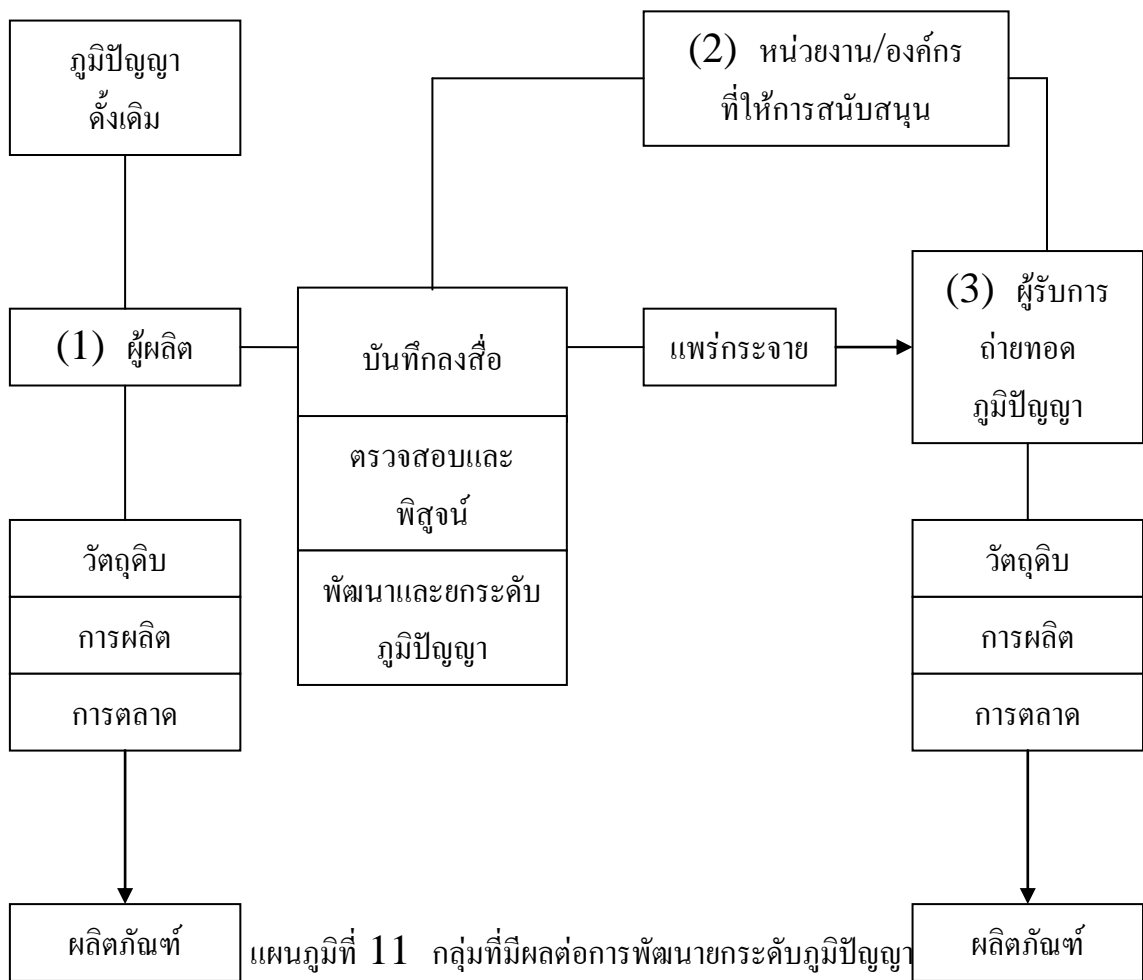 ภูมิปัญญา
ดั้งเดิม
(2) หน่วยงาน/องค์กร
ที่ให้การสนับสนุน
(1) ผู้ผลิต
บันทึกลงสื่อ
ตรวจสอบและ
พิสูจน์
พัฒนาและยกระดับ
ภูมิปัญญา
แพร่กระจาย
(3) ผู้รับการ
ถ่ายทอด
ภูมิปัญญา
วัตถุดิบ
การผลิต
การตลาด
วัตถุดิบ
การผลิต
การตลาด
ผลิตภัณฑ์
แผนภูมิที่ 11 กลุ่มที่มีผลต่อการพัฒนายกระดับภูมิปัญญา
ผลิตภัณฑ์